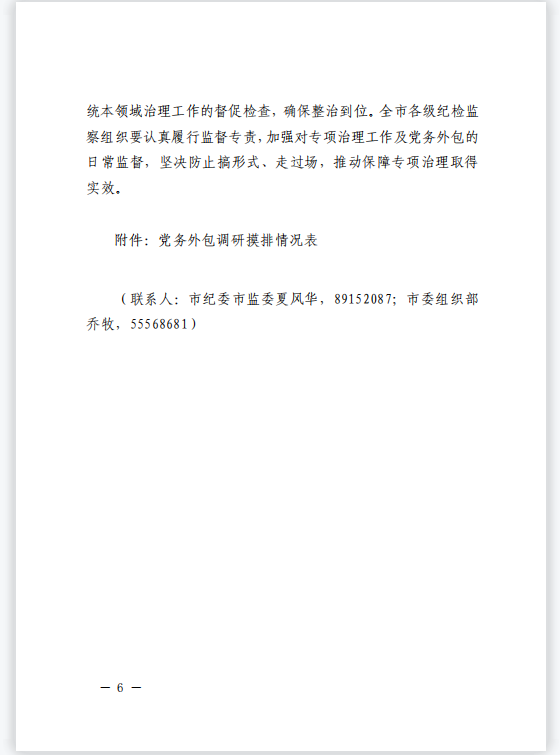 统本领域治理工作的督促检查，确保整治到位。全市各级纪检监
察组织要认真履行监督专责，加强对专项治理工作及党务外包的
日常监督，坚决防止搞形式、走过场，推动保障专项治理取得
实效。
附件：党务外包调研摸排情况表
（联系人：市纪委市监委夏风华，89152087；市委组织部
乔牧，55568681）
— 6 —